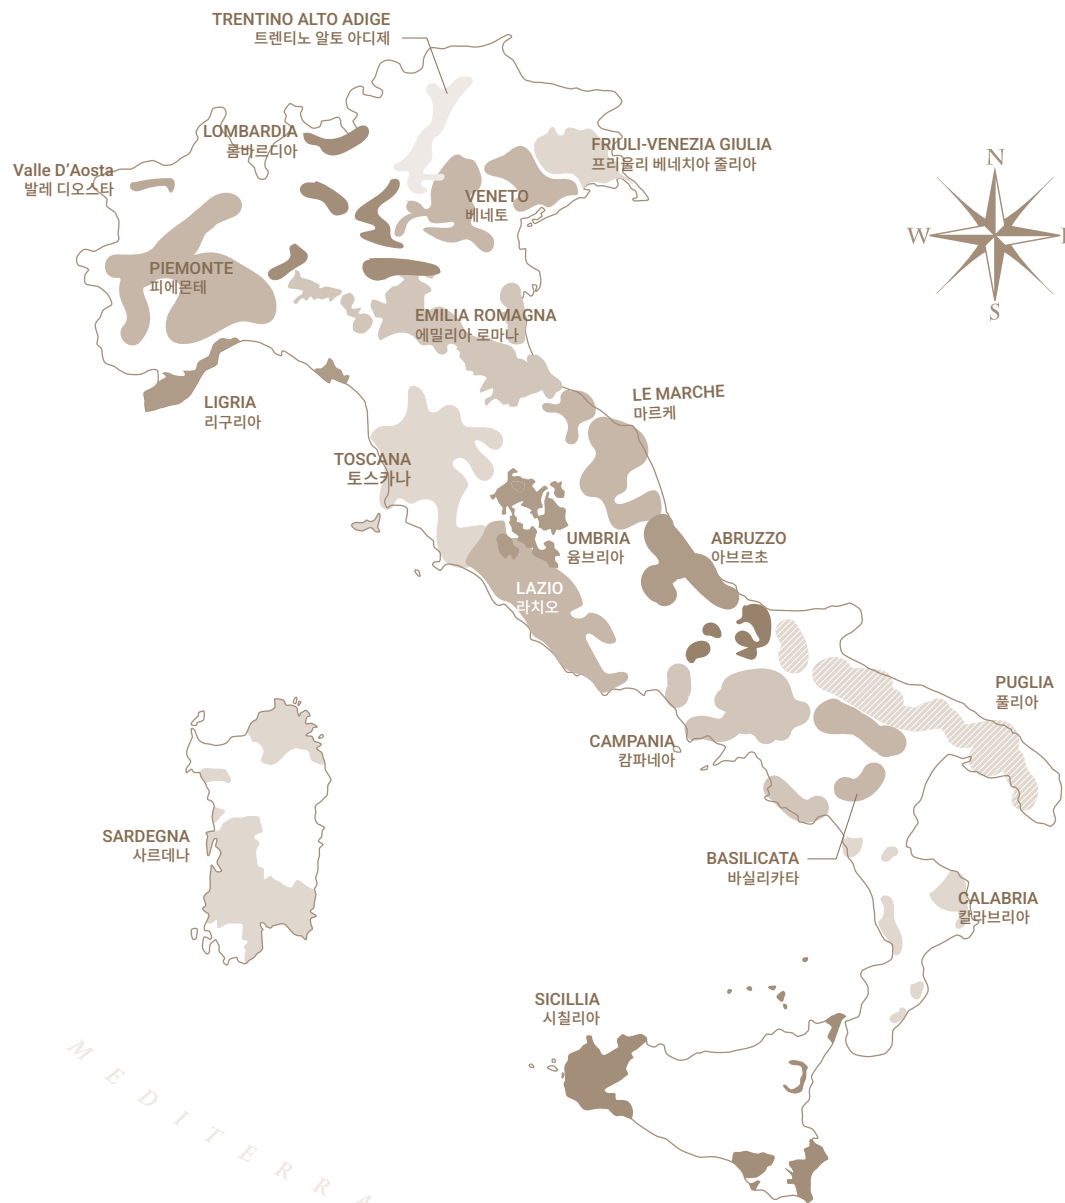 TRENTINO ALTO ADIGE
트렌티노 알토 아디제
LOMBARDIA
롬바르디아
FRIULI-VENEZIA GIULIA
프리울리 베네치아 줄리아
Valle D’Aosta
발레 디오스타
VENETO
베네토
N
W
S
PIEMONTE
피에몬테
EMILIA ROMAGNA
에밀리아 로마냐
LE MARCHE
마르케
LIGRIA
리구리아
TOSCANA
토스카나
UMBRIA
움브리아
ABRUZZO
아브르초
LAZIO
라치오
PUGLIA
풀리아
CAMPANIA
캄파네아
SARDEGNA
사르데냐
BASILICATA
바실리카타
CALABRIA
칼라브리아
SICILLIA
시칠리아
MEDITERRA